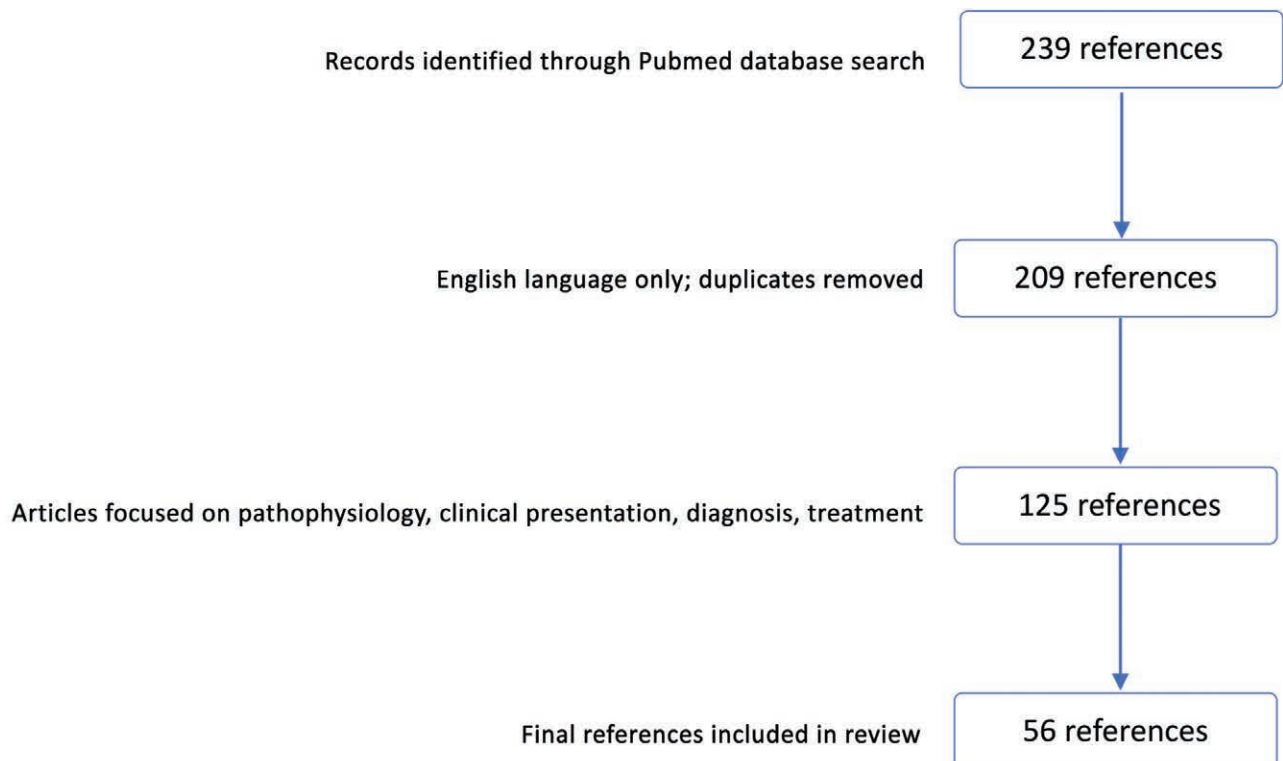 Records identified through Pubmed database search
239 references
English language only; duplicates removed
209 references
Articles focused on pathophysiology, clinical presentation, diagnosis, treatment
125 references
Final references included in review
56 references